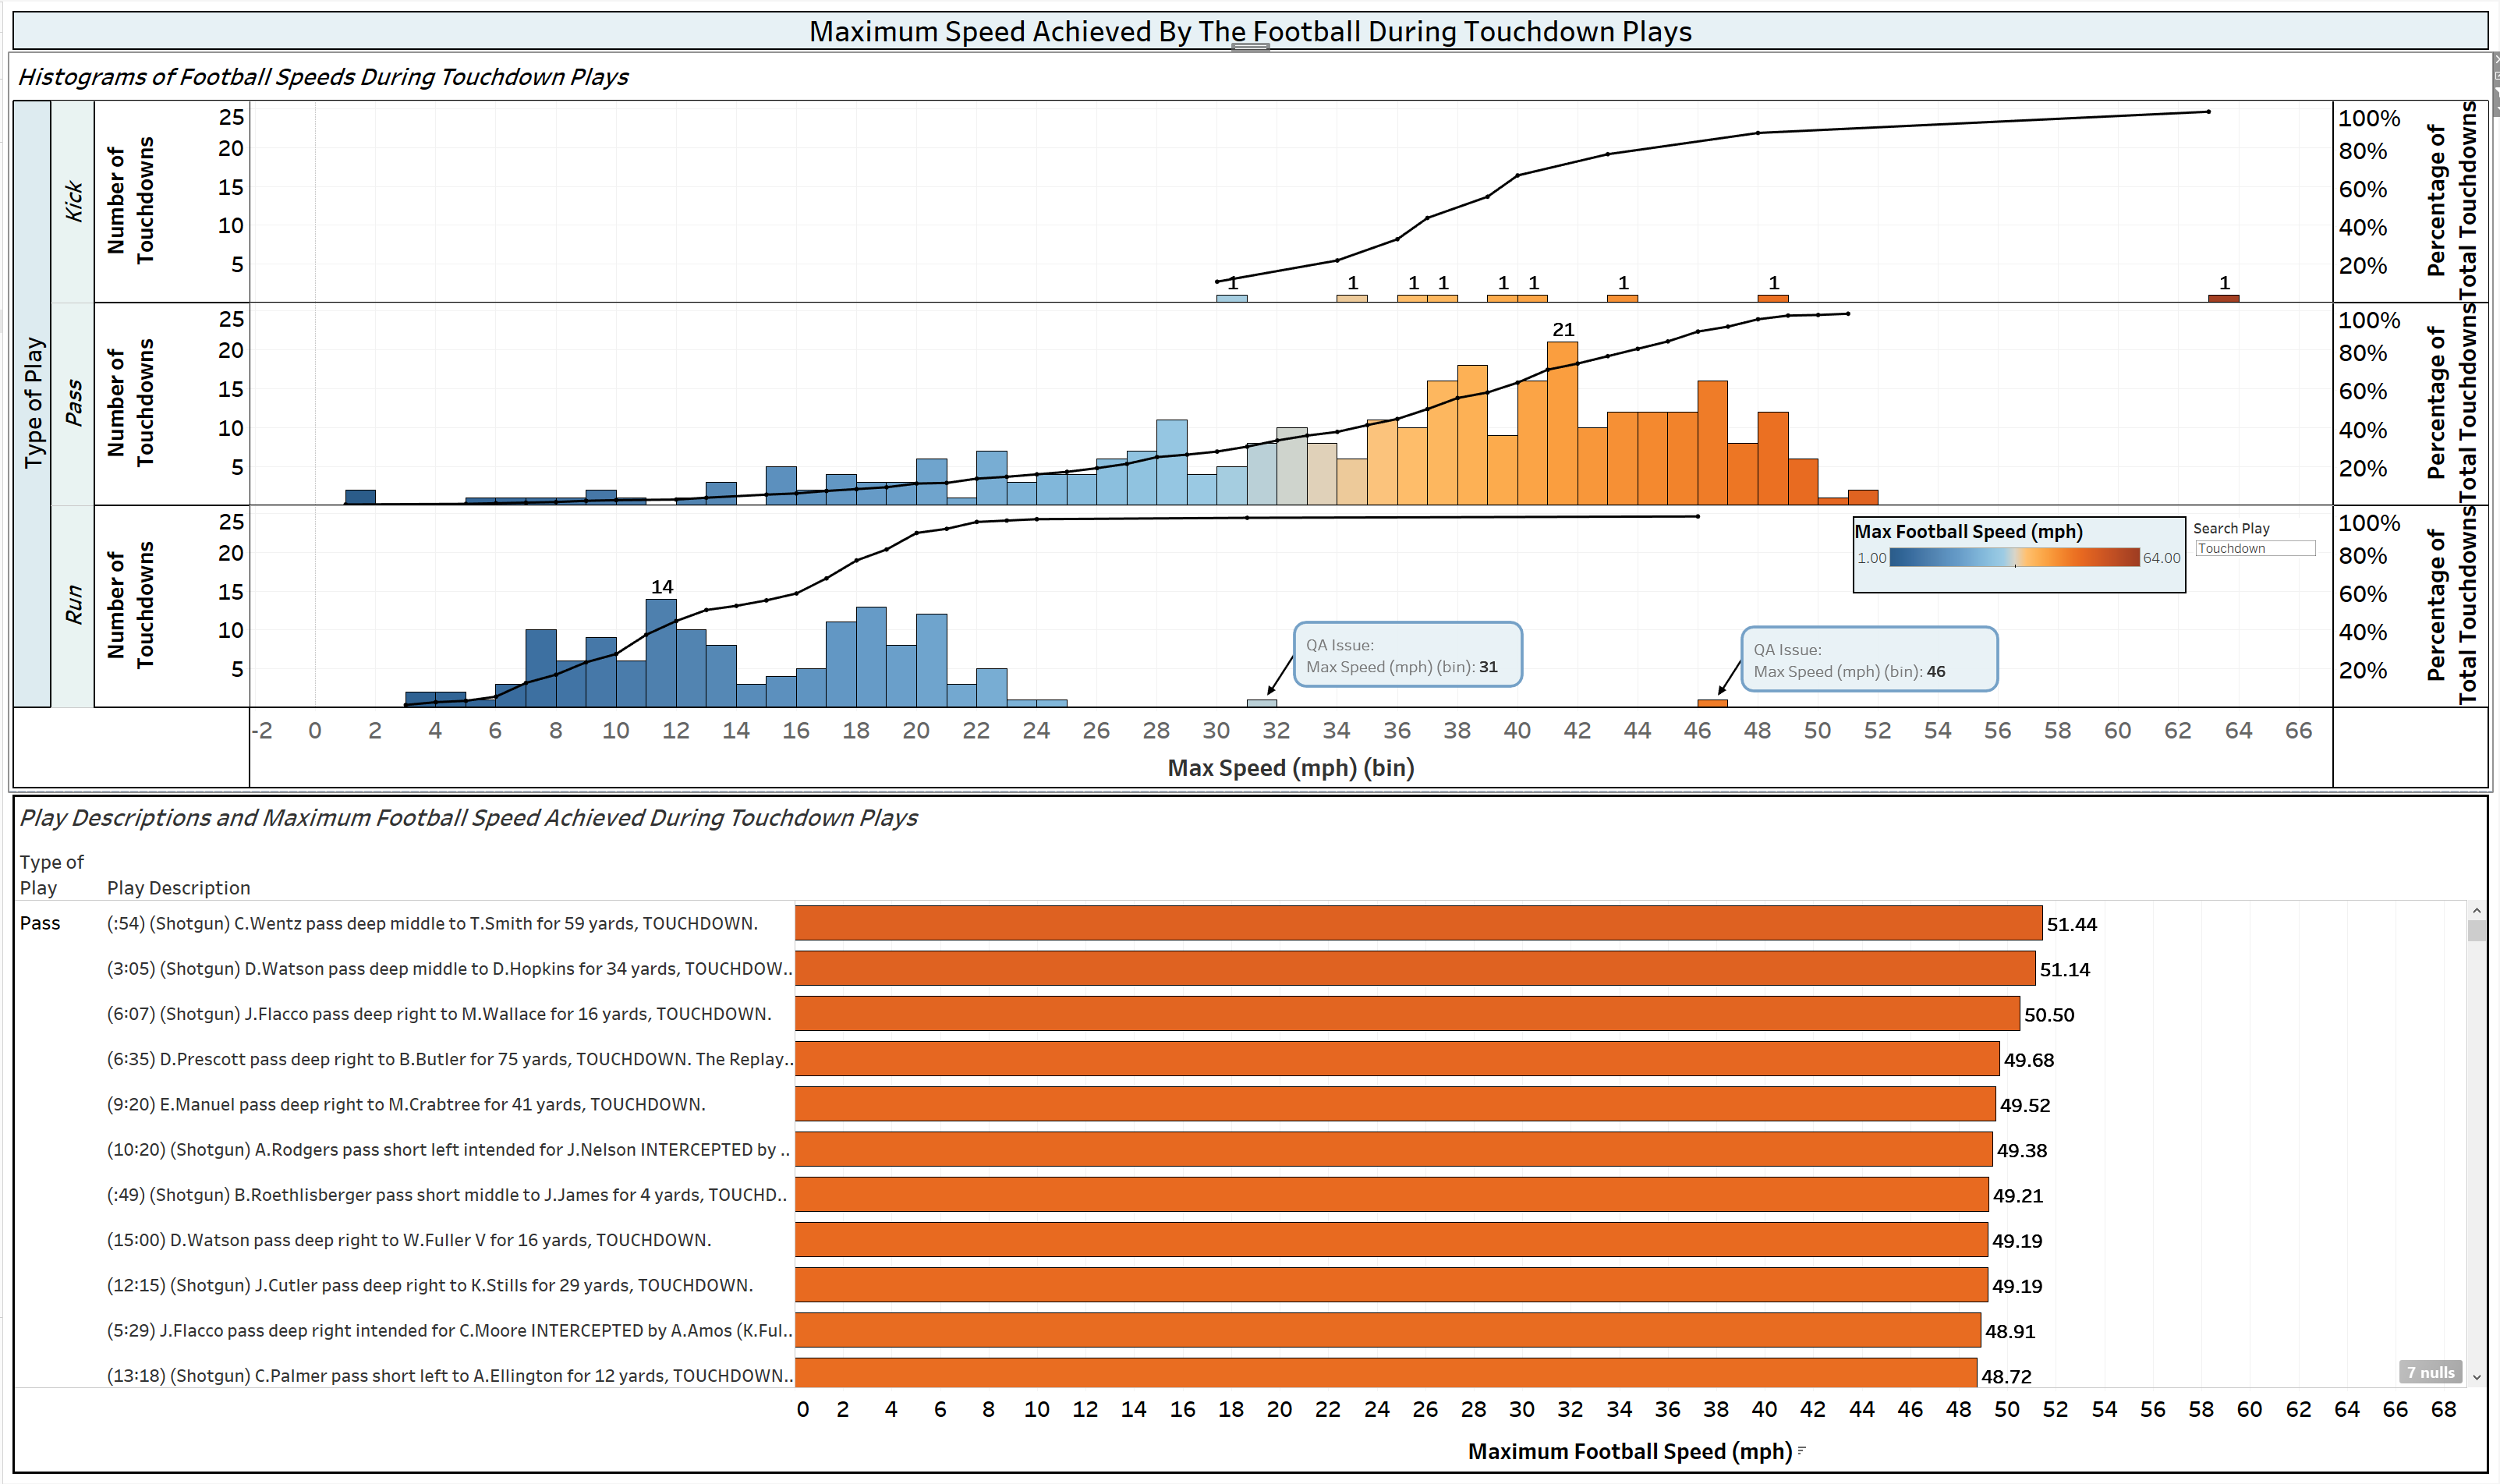 Maximum Speed Achieved By The Football During Touchdown Plays
Histograms of Football Speeds During Touchdown Plays
Type of Play
Kick
Number of
Touchdowns
25
20
15
10
5
1 1 1 1 1 1 1 1 1
100%
80%
60%
40%
20%
Percentage of
Total Touchdowns
Pass
Number of
Touchdowns
25
20
15
10
5
21
100%
80%
60%
40%
20%
Percentage of
Total Touchdowns
Run
Number of
Touchdowns
25
20
15
10
5
14
QA Issue:
Max Speed (mph) (bin): 31
QA Issue:
Max Speed (mph) (bin): 46
Max Football Speed (mph)
1.00 64.00
Search Play
Touchdown
100%
80%
60%
40%
20%
Percentage of
Total Touchdowns
-2 0 2 4 6 8 10 12 14 16 18 20 22 24 26 28 30 32 34 36 38 40 42 44 46 48 50 52 54 56 58 60 62 64 66
Max Speed (mph) (bin)
Play Descriptions and Maximum Football Speed Achieved During Touchdown Plays
Type of
Play Play Description
Pass (:54) (Shotgun) C.Wentz pass deep middle to T.Smith for 59 yards, TOUCHDOWN. 51.44
(3:05) (Shotgun) D.Watson pass deep middle to D.Hopkins for 34 yards, TOUCHDOW.. 51.14
(6:07) (Shotgun) J.Flacco pass deep right to M.Wallace for 16 yards, TOUCHDOWN. 50.50
(6:35) D.Prescott pass deep right to B.Butler for 75 yards, TOUCHDOWN. The Replay.. 49.68
(9:20) E.Manuel pass deep right to M.Crabtree for 41 yards, TOUCHDOWN. 49.52
(10:20) (Shotgun) A.Rodgers pass short left intended for J.Nelson INTERCEPTED by .. 49.38
(:49) (Shotgun) B.Roethlisberger pass short middle to J.James for 4 yards, TOUCHD.. 49.21
(15:00) D.Watson pass deep right to W.Fuller V for 16 yards, TOUCHDOWN. 49.19
(12:15) (Shotgun) J.Cutler pass deep right to K.Stills for 29 yards, TOUCHDOWN. 49.19
(5:29) J.Flacco pass deep right intended for C.Moore INTERCEPTED by A.Amos (K.Ful.. 48.91
(13:18) (Shotgun) C.Palmer pass short left to A.Ellington for 12 yards, TOUCHDOWN.. 48.72
7 nulls
0 2 4 6 8 10 12 14 16 18 20 22 24 26 28 30 32 34 36 38 40 42 44 46 48 50 52 54 56 58 60 62 64 66 68
Maximum Football Speed (mph)